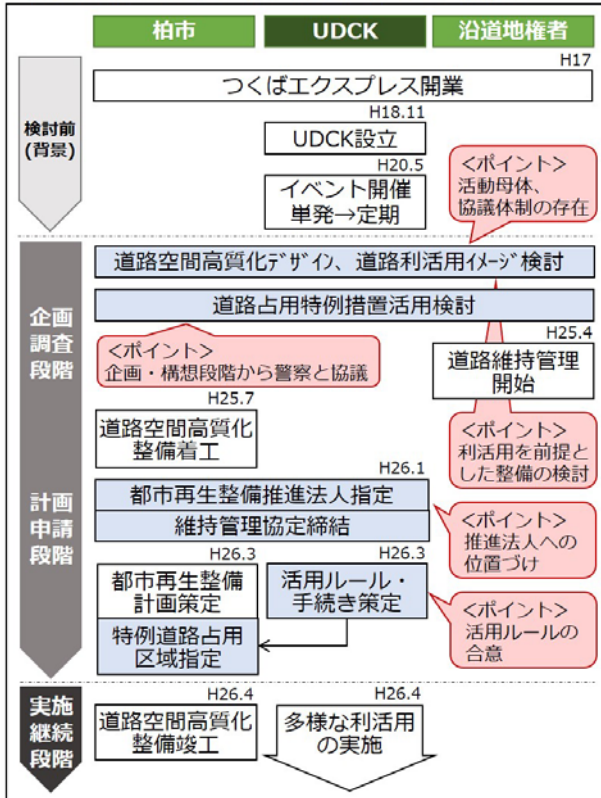 柏市
UDCK
沿道地権者
検討前
(背景)
H17
つくばエクスプレス開業
H18.11
UDCK設立
H20.5
イベント開催
単発→定期
<ポイント>
活動母体、
協議体制の存在
企画
調査
段階
道路空間高質化ﾃﾞｻﾞｲﾝ、道路利活用ｲﾒｰｼﾞ検討
道路占用特例措置活用検討
<ポイント>
企画・構想段階から警察と協議
H25.4
道路維持管理
開始
H25.7
道路空間高質化
整備着工
<ポイント>
利活用を前提と
した整備の検討
計画
申請
段階
H26.1
都市再生整備推進法人指定
維持管理協定締結
<ポイント>
推進法人への
位置づけ
H26.3
都市再生整備
計画策定
特例道路占用
区域指定
H26.3
活用ルール・
手続き策定
<ポイント>
活用ルールの
合意
実施
継続
段階
H26.4
道路空間高質化
整備竣工
H26.4
多様な利活用
の実施